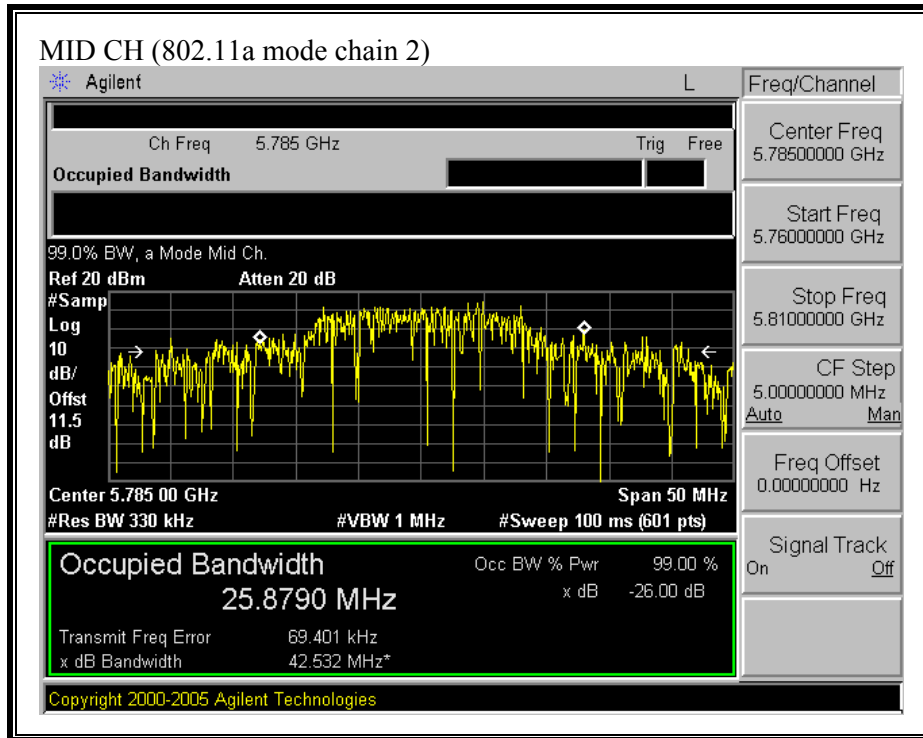 MID CH (802.11a mode chain 2)
Agilent L Freq/Channel
Ch Freq 5.785 GHz Trig Free
Occupied Bandwidth
Center Freq
5.78500000 GHz
Start Freq
5.76000000 GHz
99.0% BW, a Mode Mid Ch.
Ref 20 dBm Atten 20 dB
#Samp
Log
10
dB/
Offst
11.5
dB
Stop Freq
5.81000000 GHz
CF Step
5.00000000 MHz
Auto Man
Freq Offset
0.00000000 Hz
Center 5.785 00 GHz Span 50 MHz
#Res BW 330 kHz #VBW 1 MHz #Sweep 100 ms (601 pts)
Signal Track
On Off
Occupied Bandwidth Occ BW % Pwr 99.00 %
25.8790 MHz x dB -26.00 dB
Transmit Freq Error 69.401 kHz
x dB Bandwidth 42.532 MHz*
Copyright 2000-2005 Agilent Technologies